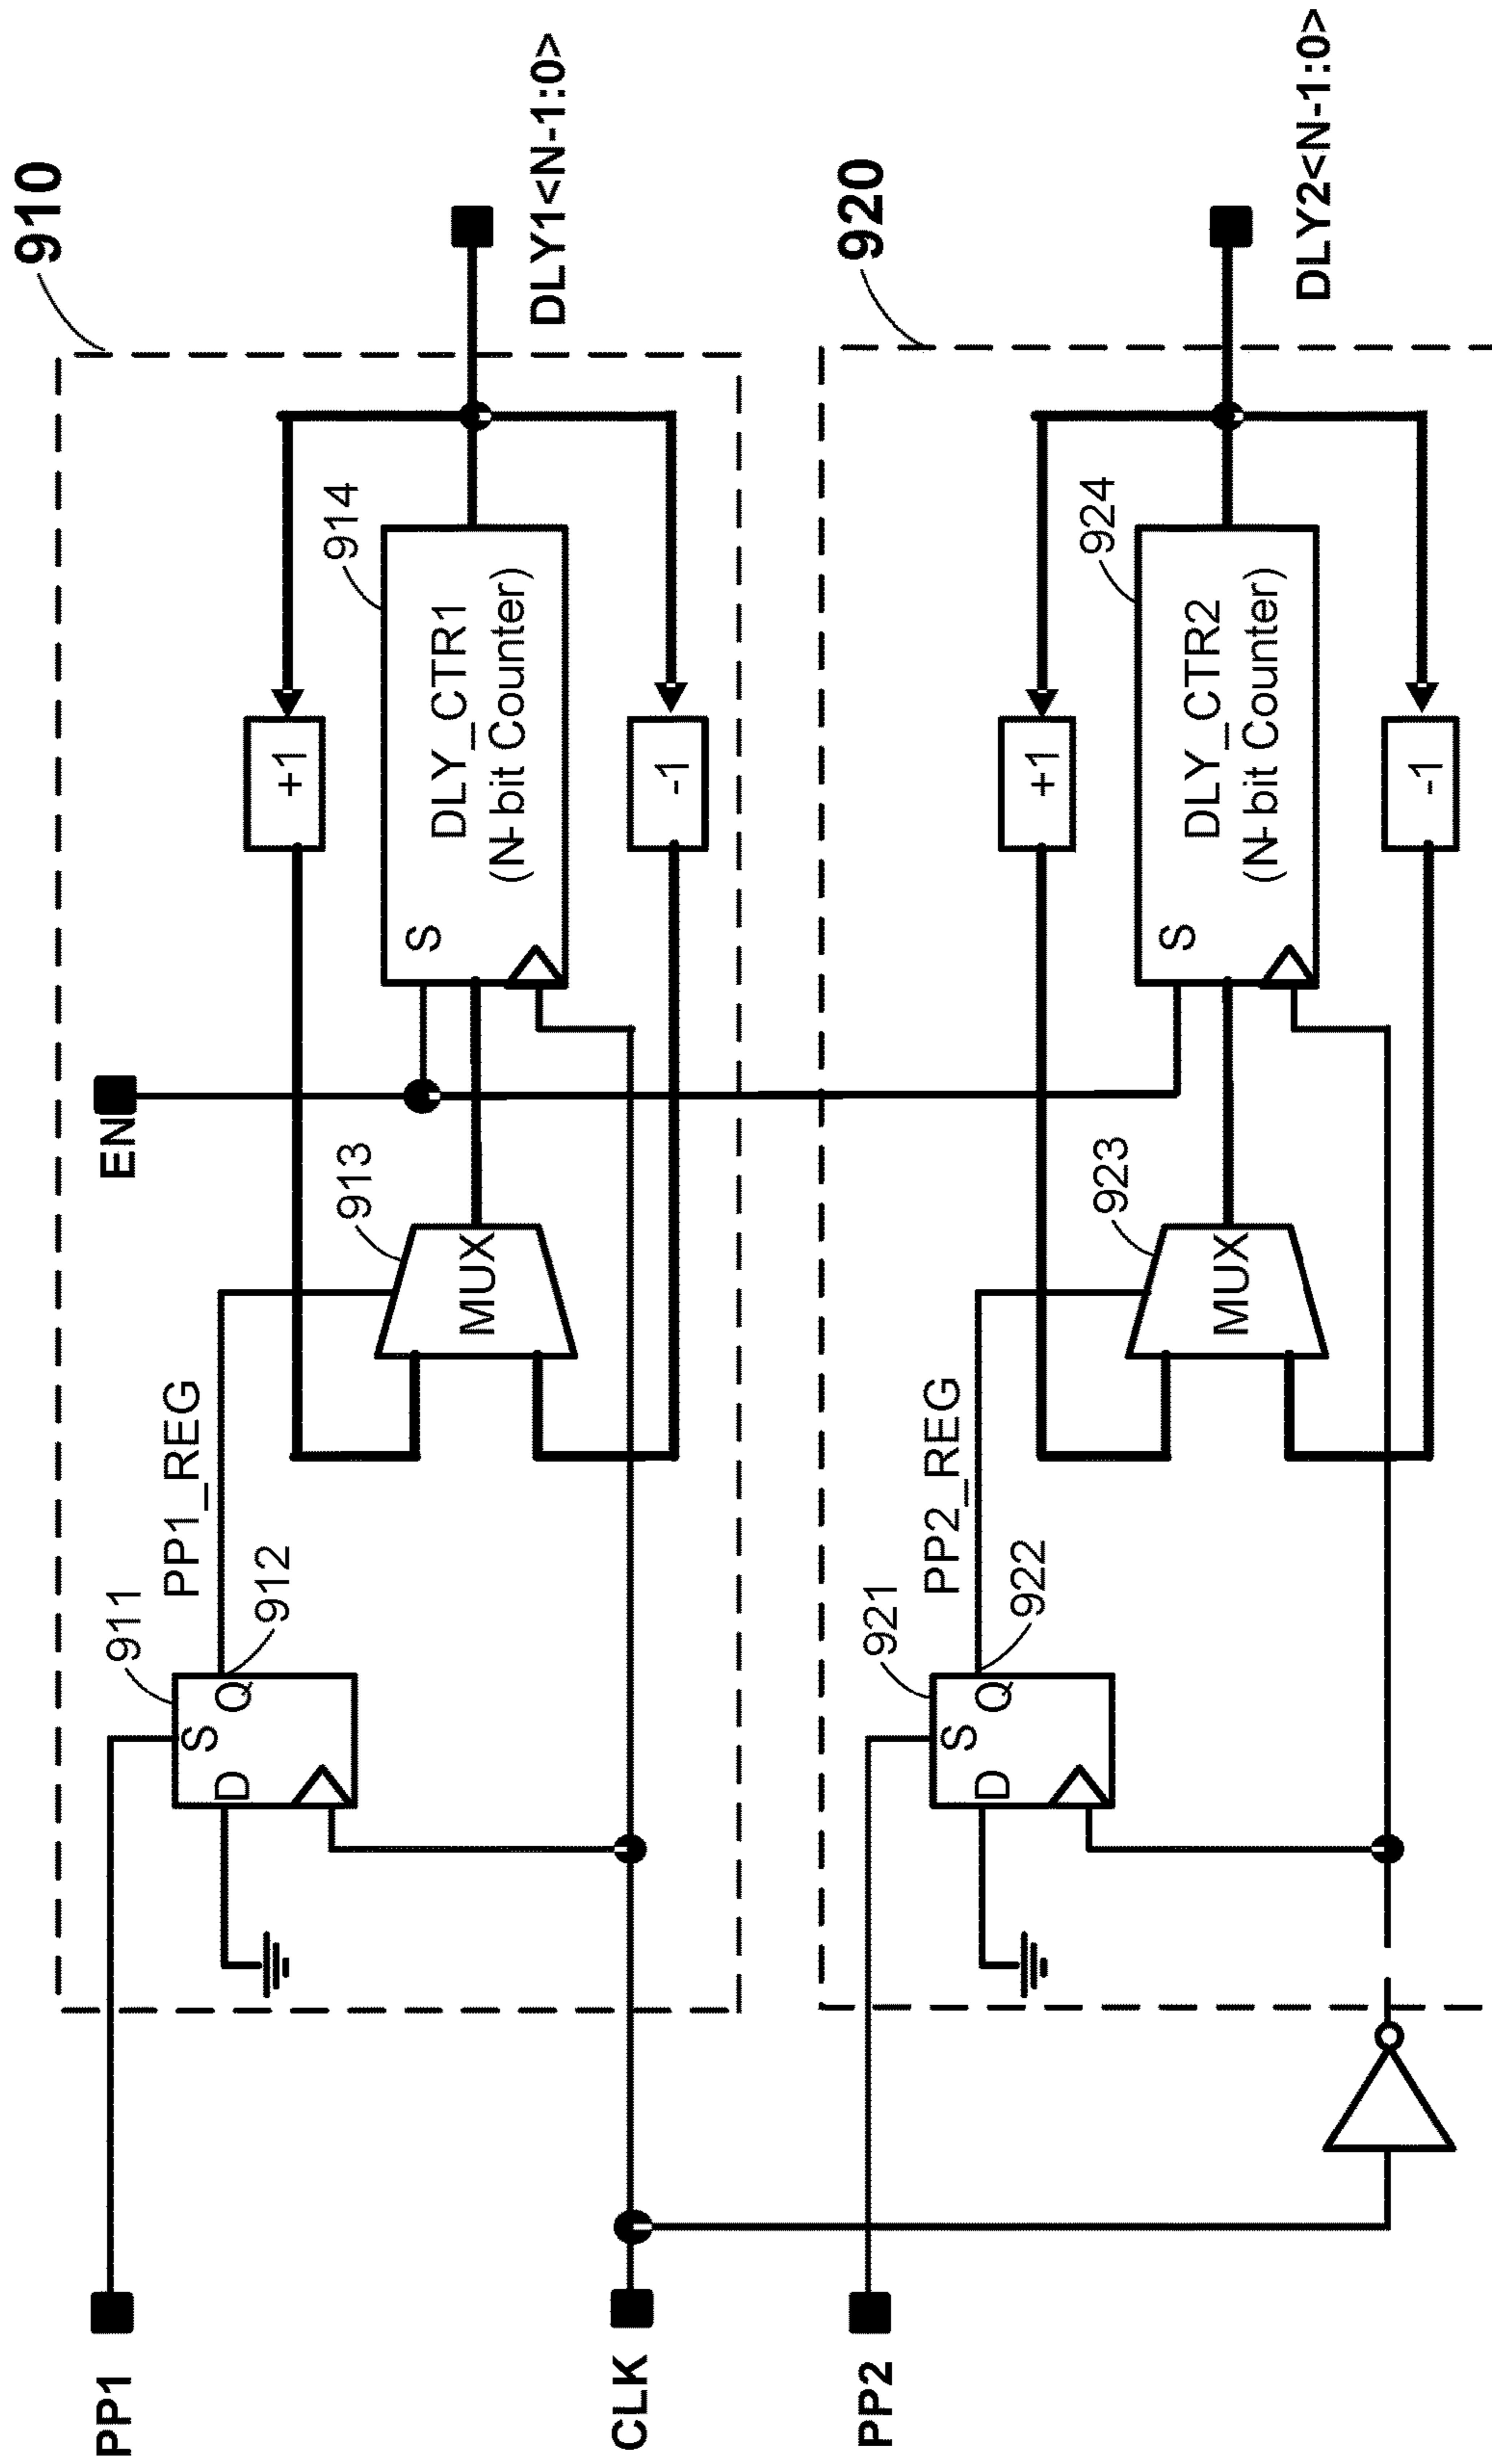 910
EN
PP1
911
S
D
Q
912
PP1_REG
913
MUX
+1
914
S
DLY_CTR1
(N-bit Counter)
-1
DLY1<N-1:0>
CLK
920
PP2
921
S
D
Q
922
PP2_REG
923
MUX
+1
924
S
DLY_CTR2
(N-bit Counter)
-1
DLY2<N-1:0>